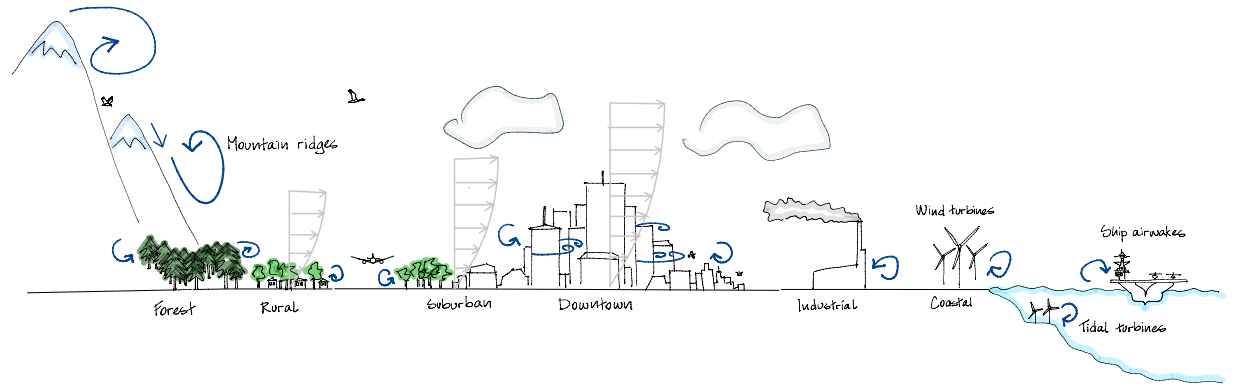 Mountain ridges
Wind turbines
Ship airwakes
Forest
Rural
Suburban
Downtown
Industrial
Coastal
Tidal turbines